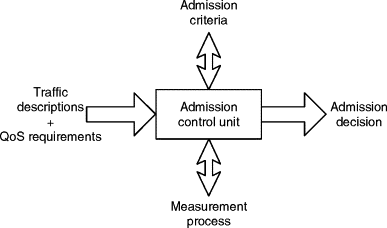 Admission
criteria
Traffic
descriptions
+
QoS requirements
Admission
control unit
Admission
decision
Measurement
process